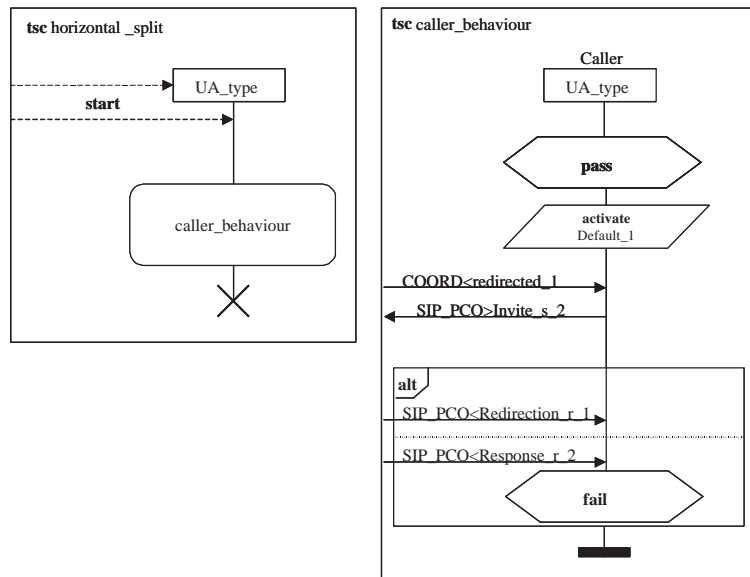 tsc horizontal _split
UA_type
start
caller_behaviour
tsc caller_behaviour
Caller
UA_type
pass
activate
Default_1
COORD<redirected_1
SIP_PCO>Invite_s_2
alt
SIP_PCO<Redirection_r_1
SIP_PCO<Response_r_2
fail